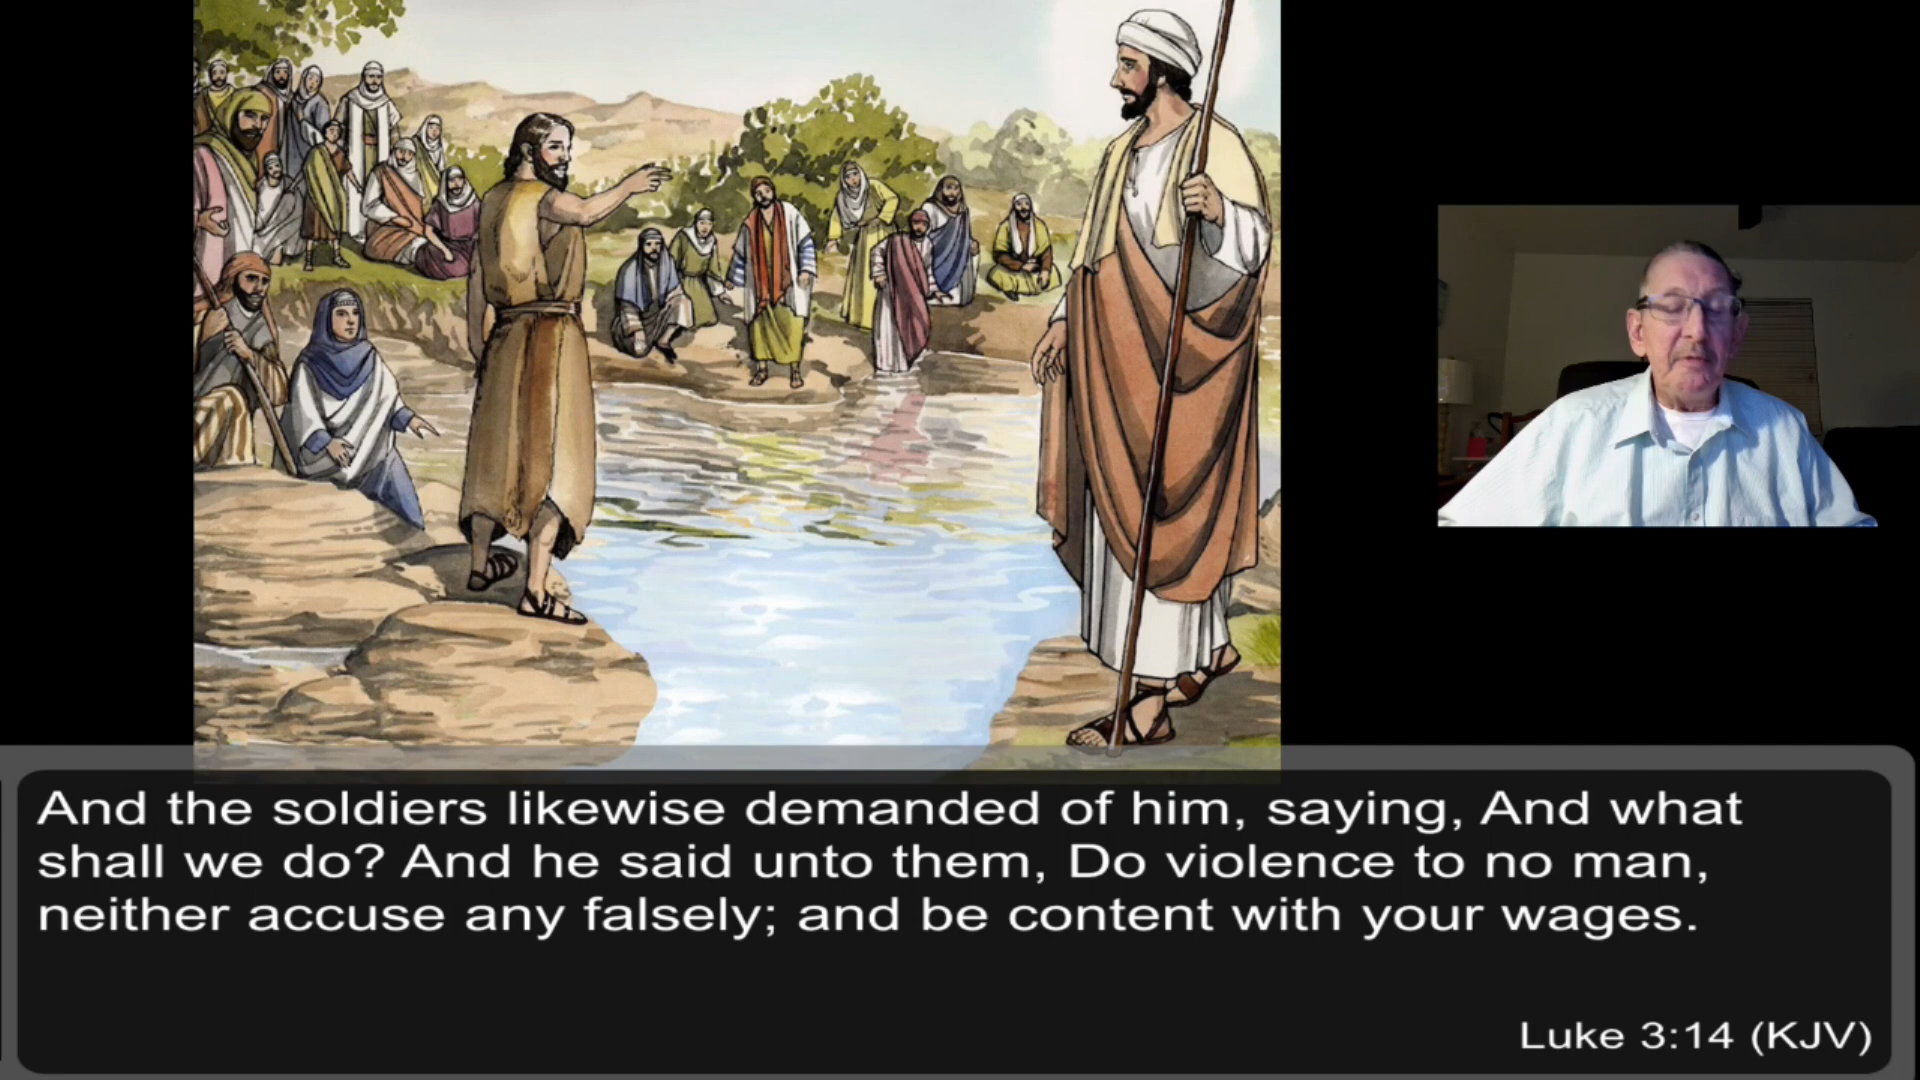 And the soldiers likewise demanded of him, saying, And what
shall we do? And he said unto them, Do violence to no man,
neither accuse any falsely; and be content with your wages.
Luke 3:14 (KJV)